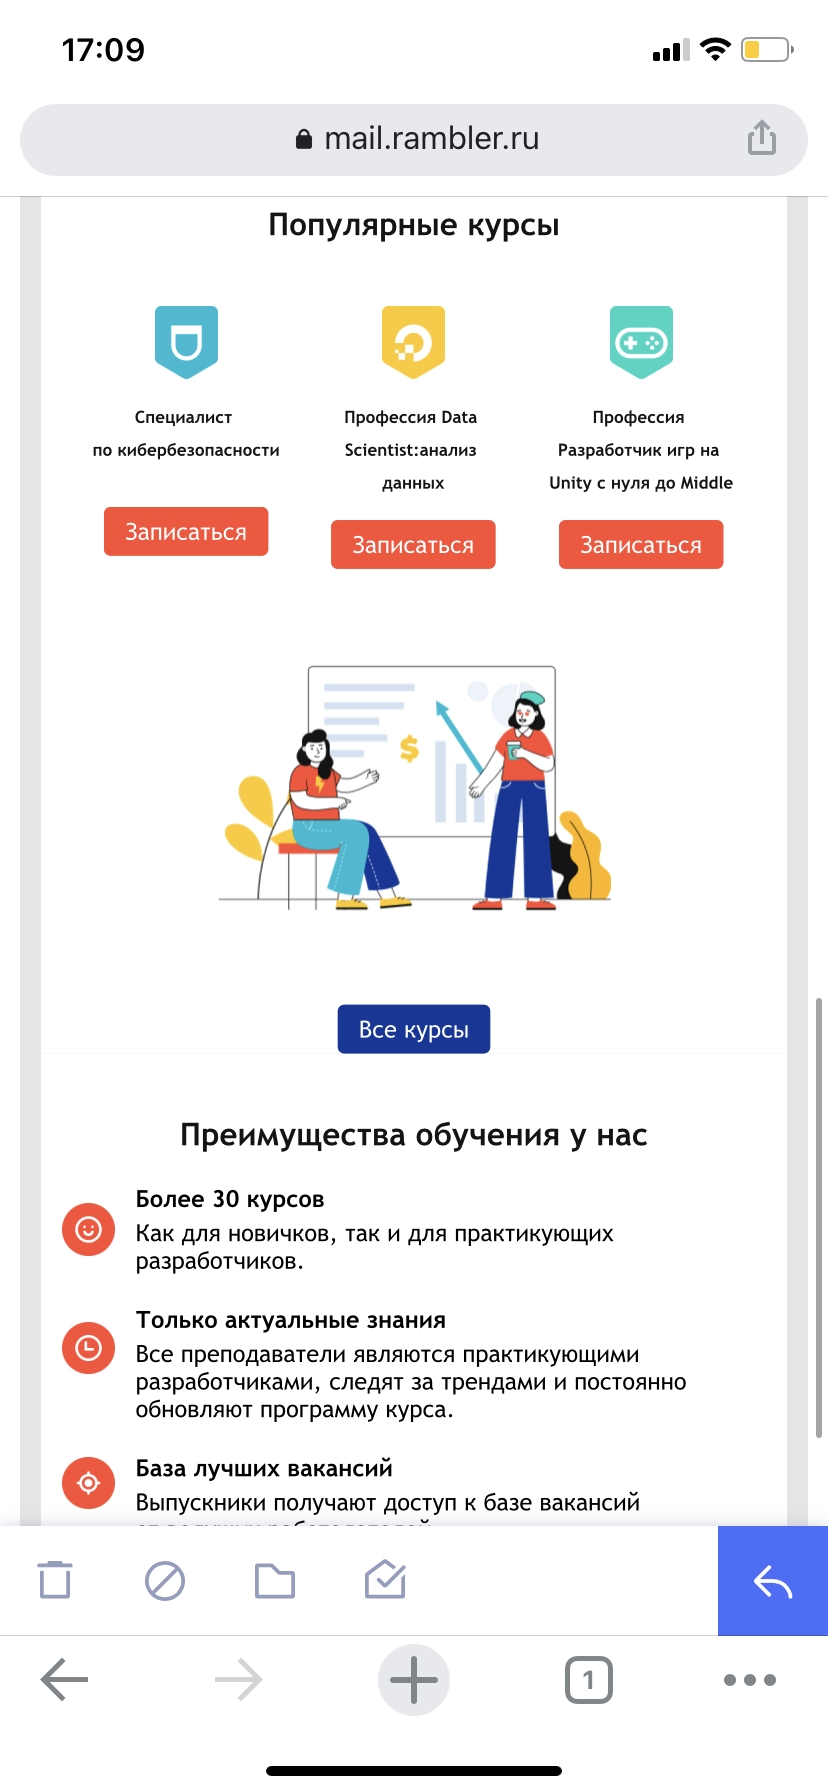 17:09
mail.rambler.ru
Популярные курсы
Специалист
по кибербезопасности
Записаться
Профессия Data
Scientist:анализ
данных
Записаться
Профессия
Разработчик игр на
Unity с нуля до Middle
Записаться
$
Все курсы
Преимущества обучения у нас
Более 30 курсов
Как для новичков, так и для практикующих
разработчиков.
Только актуальные знания
Все преподаватели являются практикующими
разработчиками, следят за трендами и постоянно
обновляют программу курса.
База лучших вакансий
Выпускники получают доступ к базе вакансий
1